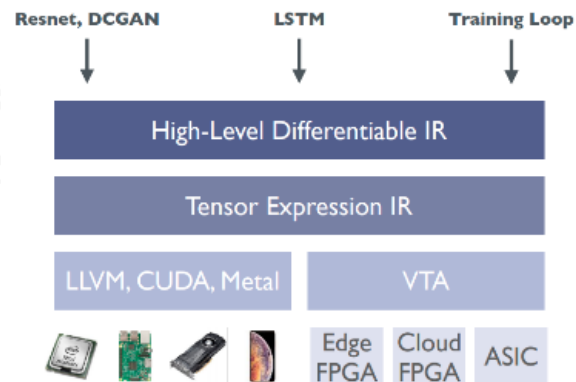 Resnet, DCGAN LSTM Training Loop
High-Level Differentiable IR
Tensor Expression IR
LLVM, CUDA, Metal VTA
Edge FPGA Cloud FPGA ASIC